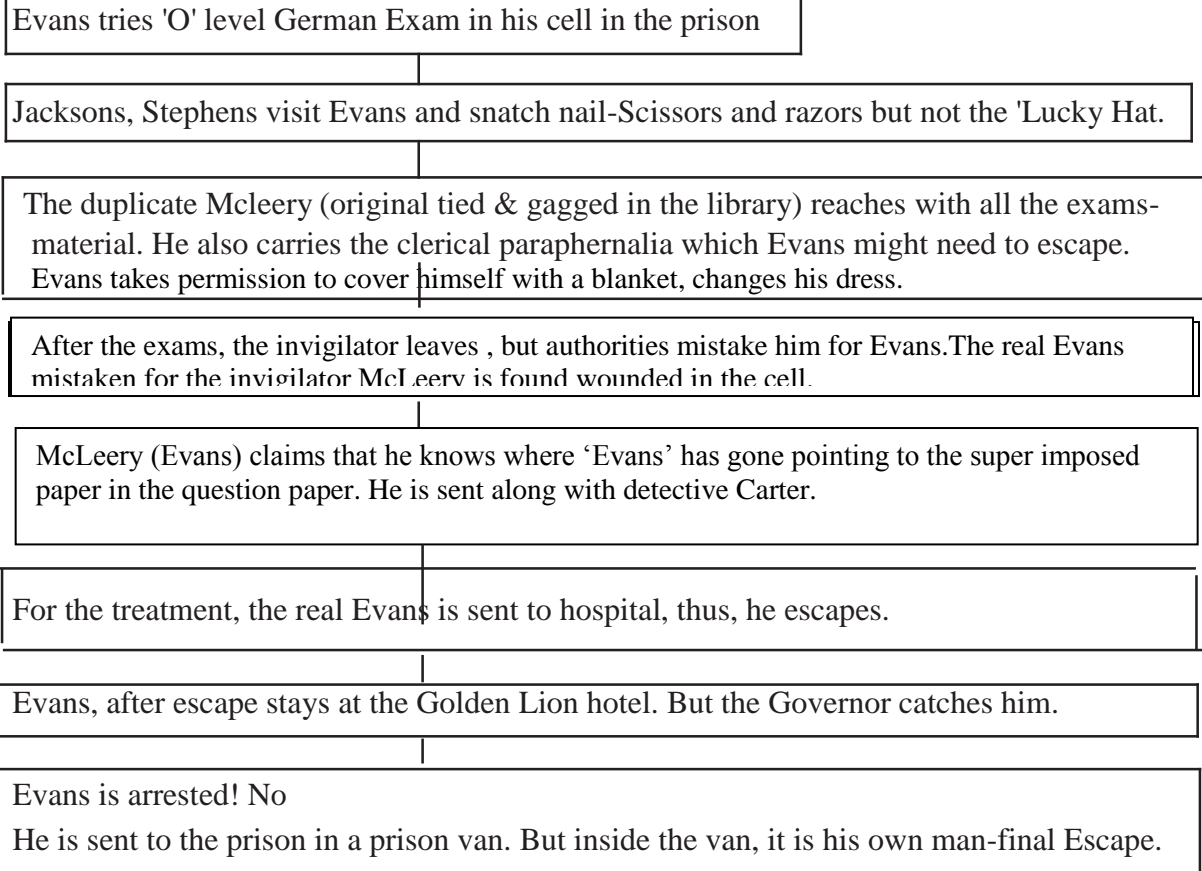 Evans tries 'O' level German Exam in his cell in the prison
Jacksons, Stephens visit Evans and snatch nail-Scissors and razors but not the 'Lucky Hat.
The duplicate Mcleery (original tied & gagged in the library) reaches with all the exams-
material. He also carries the clerical paraphernalia which Evans might need to escape.
Evans takes permission to cover himself with a blanket, changes his dress.
After the exams, the invigilator leaves , but authorities mistake him for Evans.The real Evans
mistaken for the invigilator McLeery is found wounded in the cell.
McLeery (Evans) claims that he knows where ‘Evans’ has gone pointing to the super imposed
paper in the question paper. He is sent along with detective Carter.
For the treatment, the real Evans is sent to hospital, thus, he escapes.
Evans, after escape stays at the Golden Lion hotel. But the Governor catches him.
Evans is arrested! No
He is sent to the prison in a prison van. But inside the van, it is his own man-final Escape.